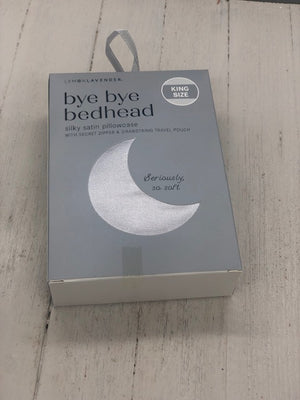 LEMON LAVENDER.
KING
SIZE
bye bye
bedhead
silky satin pillowcase
WITH SECRET ZIPPER & DRAWSTRING TRAVEL POUCH
Seriously,
so soft